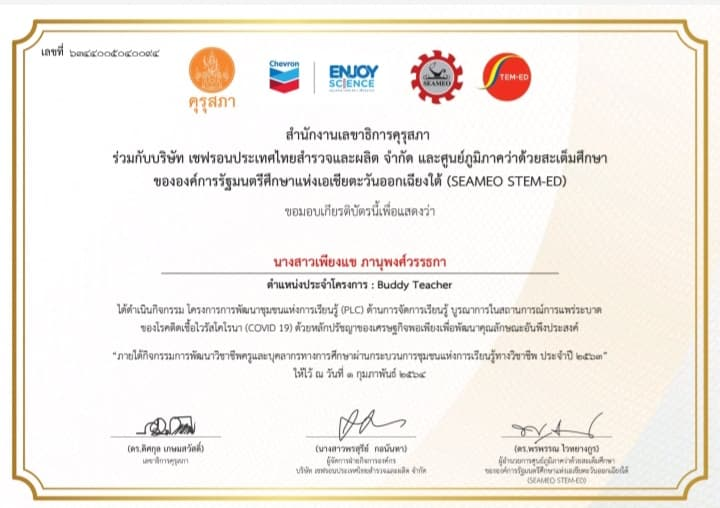 เลขที่ ๖๓๔๔๐๐๕๐๔๐๐๙๔
คุรุสภา
Chevron
ENJOY
SCIENCE
SEAMEO
STEM-ED
สำนักงานเลขาธิการคุรุสภา
ร่วมกับบริษัท เชฟรอนประเทศไทยสำรวจและผลิต จำกัด และศูนย์ภูมิภาคว่าด้วยสะเต็มศึกษา
ขององค์การรัฐมนตรีศึกษาแห่งเอเชียตะวันออกเฉียงใต้ (SEAMEO STEM-ED)
ขอมอบเกียรติบัตรนี้เพื่อแสดงว่า
นางสาวเพียงแข ภานุพงศ์วรรธกา
ตำแหน่งประจำโครงการ : Buddy Teacher
ได้ดำเนินกิจกรรม โครงการการพัฒนาชุมชนแห่งการเรียนรู้ (PLC) ด้านการจัดการเรียนรู้ บูรณาการในสถานการณ์การแพร่ระบาด
ของโรคติดเชื้อไวรัสโคโรนา (COVID 19) ด้วยหลักปรัชญาของเศรษฐกิจพอเพียงเพื่อพัฒนาคุณลักษณะอันพึงประสงค์
"ภายใต้กิจกรรมการพัฒนาวิชาชีพครูและบุคลากรทางการศึกษาผ่านกระบวนการชุมชนแห่งการเรียนรู้ทางวิชาชีพ ประจำปี ๒๕๖๓"
ให้ไว้ ณ วันที่ ๑ กุมภาพันธ์ ๒๕๖๔
(ดร.ดิศกุล เกษมสวัสดิ์)
เลขาธิการคุรุสภา
(นางสาวพรสุรีย์ กอนันทา)
ผู้จัดการฝ่ายกิจการองค์กร
บริษัท เชฟรอนประเทศไทยสำรวจและผลิต จำกัด
(ดร.พรพรรณ ไวทยางกูร)
ผู้อำนวยการศูนย์ภูมิภาคว่าด้วยสะเต็มศึกษา
ขององค์การรัฐมนตรีศึกษาแห่งเอเชียตะวันออกเฉียงใต้
(SEAMEO STEM-ED)